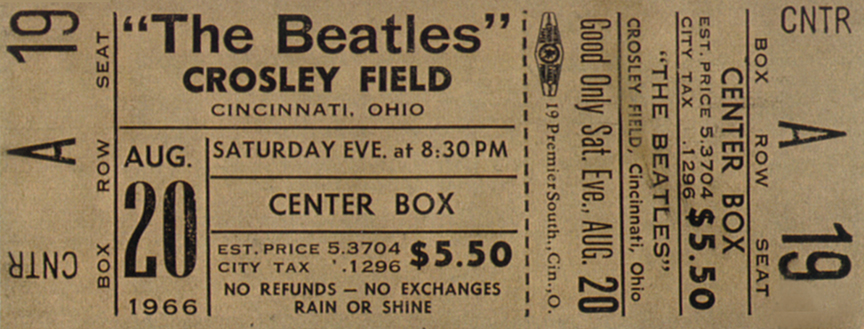 19 SEAT
A ROW
CNTR BOX
"The Beatles"
CROSLEY FIELD
CINCINNATI, OHIO
AUG.
20
1966
SATURDAY EVE. at 8:30 PM
CENTER BOX
EST. PRICE 5.3704
CITY TAX .1296
$5.50
NO REFUNDS — NO EXCHANGES
RAIN OR SHINE
19 Premier South., Cin., O.
Good Only Sat. Eve., AUG. 20
CROSLEY FIELD, Cincinnati, Ohio
"THE BEATLES"
EST. PRICE 5.3704
CITY TAX .1296
$5.50
CENTER BOX
BOX CNTR
ROW A
SEAT 19